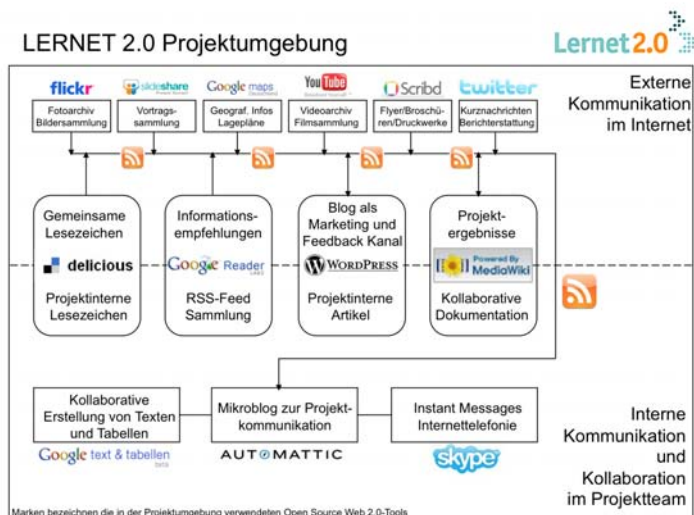 LERNET 2.0 Projektumgebung
Lernet 2.0
flickr
slideshare
Google maps
YouTube
Scribd
twitter
Externe
Kommunikation
im Internet
Fotoarchiv
Bildersammlung
Vortrags-
sammlung
Geograf. Infos
Lagepläne
Videoarchiv
Filmsammlung
Flyer/Broschü-
ren/Druckwerke
Kurznachrichten
Berichterstattung
Gemeinsame
Lesezeichen
delicious
Projektinterne
Lesezeichen
Informations-
empfehlungen
Google Reader
RSS-Feed
Sammlung
Blog als
Marketing und
Feedback Kanal
WORDPRESS
Projektinterne
Artikel
Projekt-
ergebnisse
Powered By
MediaWiki
Kollaborative
Dokumentation
Kollaborative
Erstellung von Texten
und Tabellen
Google text & tabellen
beta
Mikroblog zur Projekt-
kommunikation
AUTOMATTIC
Instant Messages
Internettelefonie
skype
Interne
Kommunikation
und
Kollaboration
im Projektteam
Marken bezeichnen die in der Projektumgebung verwendeten Open Source Web 2.0-Tools